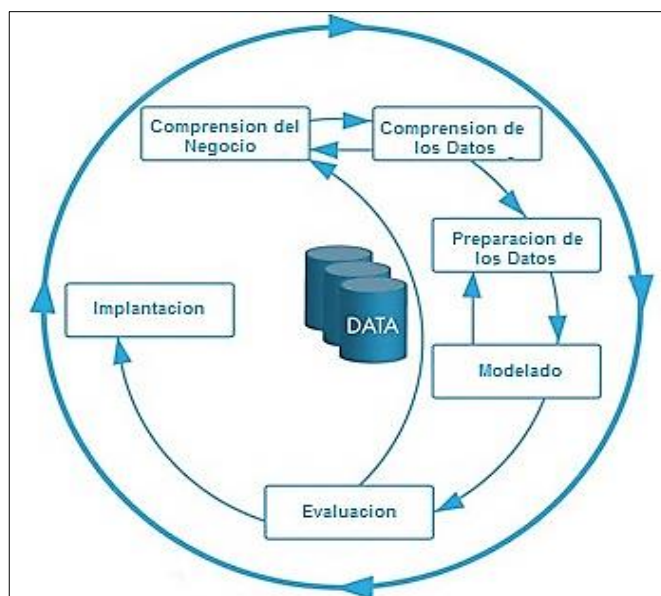 Comprension del
Negocio
Comprension de
los Datos
Preparacion de
los Datos
DATA
Implantacion
Modelado
Evaluacion